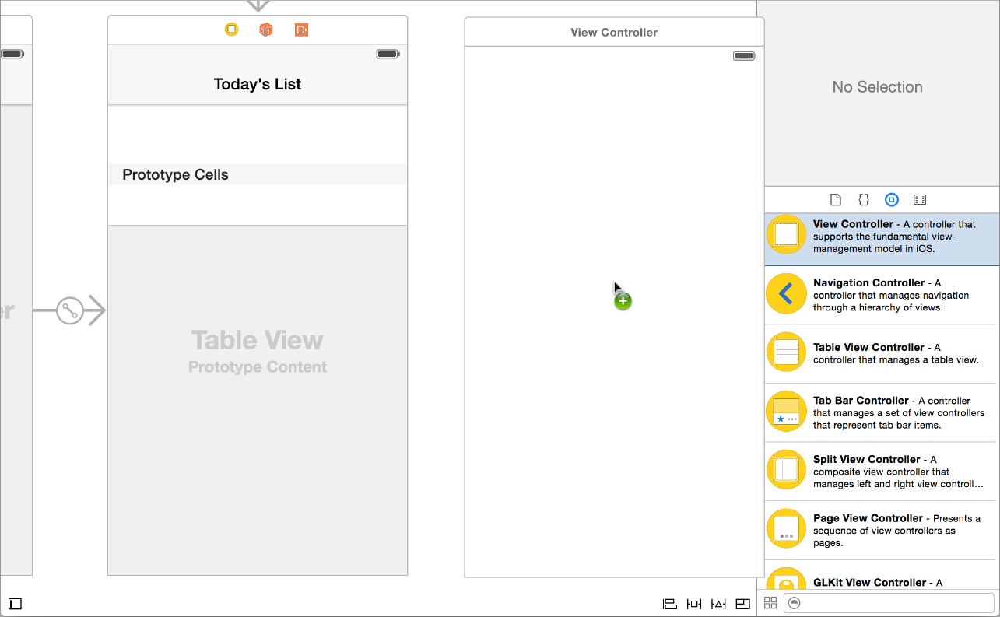 View Controller
Today's List
No Selection
Prototype Cells
Table View
Prototype Content
View Controller - A controller that
supports the fundamental view-
management model in iOS.
Navigation Controller - A
controller that manages navigation
through a hierarchy of views.
Table View Controller - A
controller that manages a table view.
Tab Bar Controller - A controller
that manages a set of view controllers
that represent tab bar items.
Split View Controller - A
composite view controller that
manages left and right view controll...
Page View Controller - Presents a
sequence of view controllers as
pages.
GLKit View Controller - A